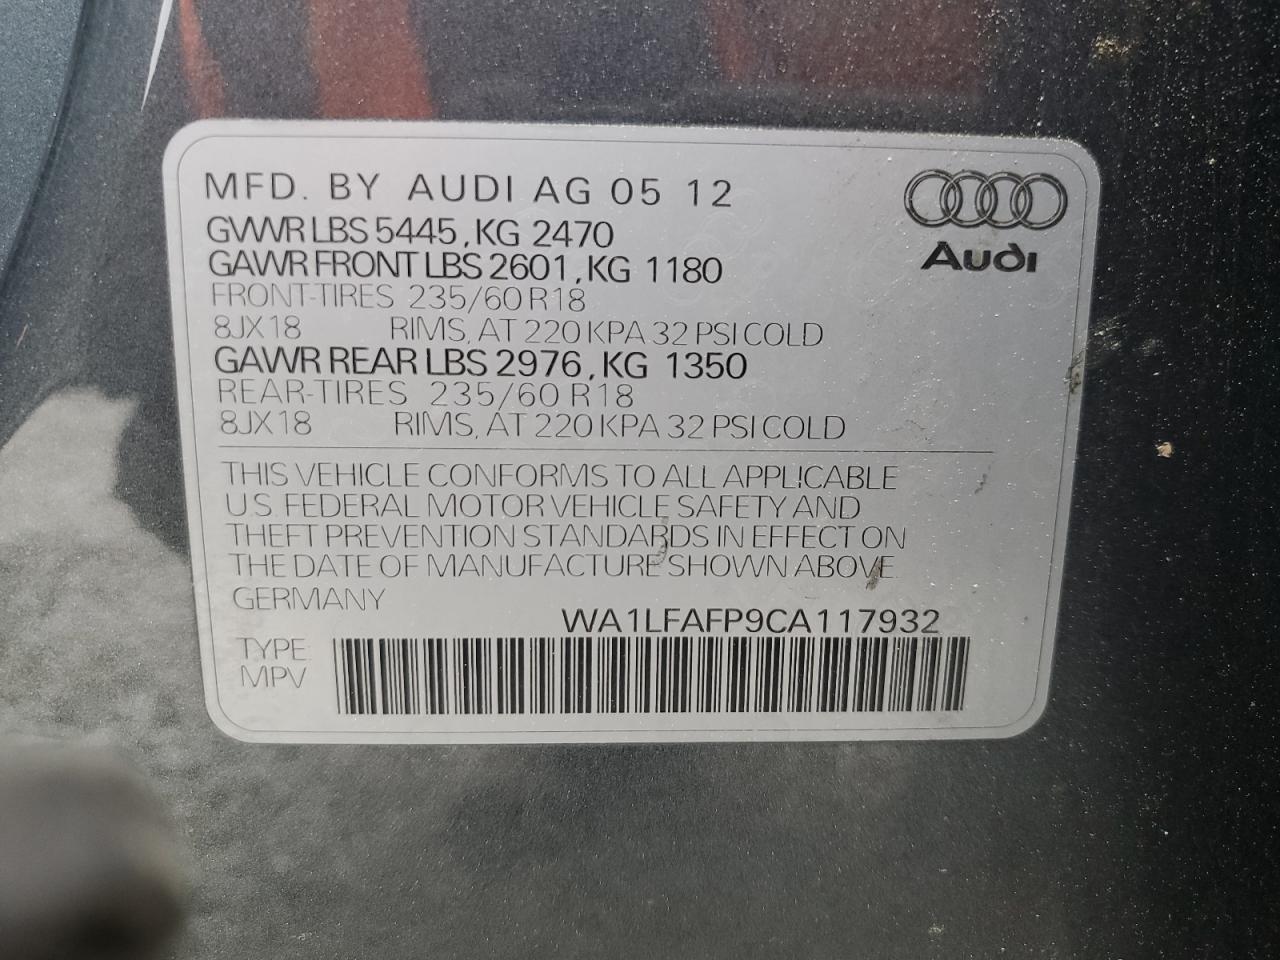 MFD. BY AUDI AG 05 12
GVWR LBS 5445, KG 2470
GAWR FRONT LBS 2601, KG 1180
FRONT-TIRES 235/60 R18
8JX18 RIMS, AT 220 KPA 32 PSI COLD
GAWR REAR LBS 2976, KG 1350
REAR-TIRES 235/60 R18
8JX18 RIMS, AT 220 KPA 32 PSI COLD
Audi
THIS VEHICLE CONFORMS TO ALL APPLICABLE
U.S. FEDERAL MOTOR VEHICLE SAFETY AND
THEFT PREVENTION STANDARDS IN EFFECT ON
THE DATE OF MANUFACTURE SHOWN ABOVE.
GERMANY
WA1LFAFP9CA117932
TYPE:
MPV